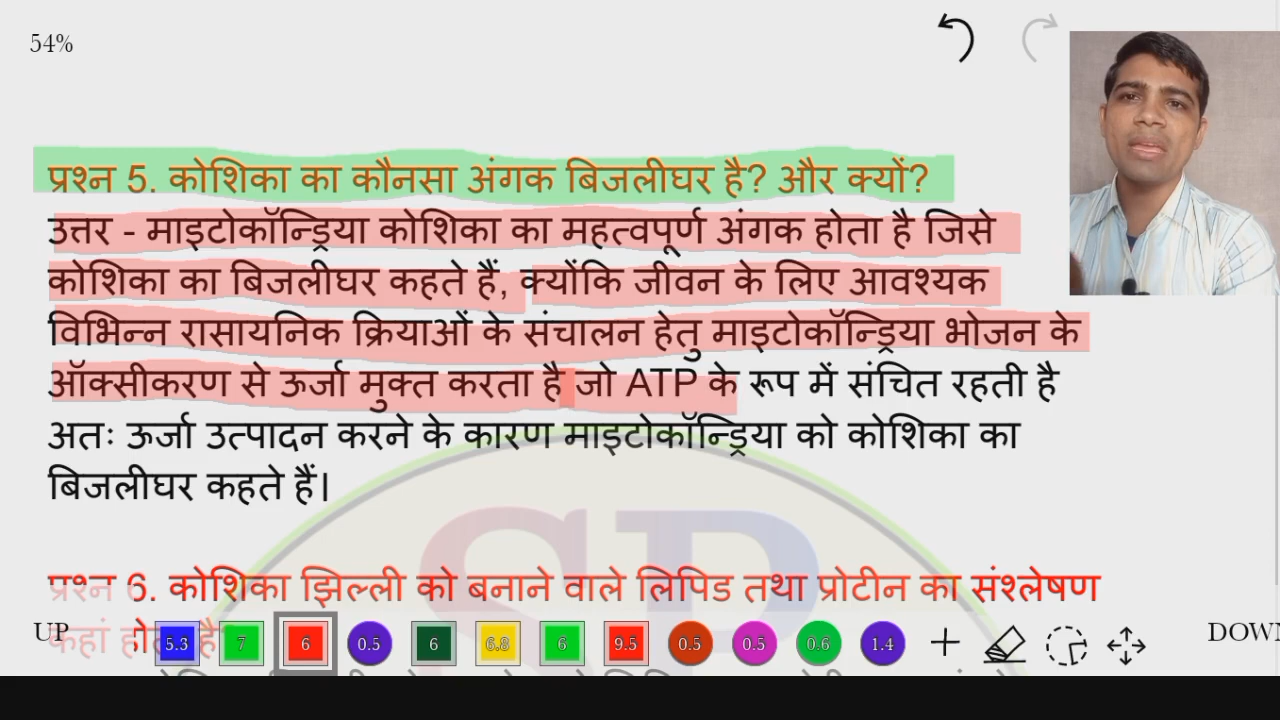 54%
प्रश्न 5. कोशिका का कौनसा अंगक बिजलीघर है? और क्यों?
उत्तर - माइटोकॉन्ड्रिया कोशिका का महत्वपूर्ण अंगक होता है जिसे
कोशिका का बिजलीघर कहते हैं, क्योंकि जीवन के लिए आवश्यक
विभिन्न रासायनिक क्रियाओं के संचालन हेतु माइटोकॉन्ड्रिया भोजन के
ऑक्सीकरण से ऊर्जा मुक्त करता है जो ATP के रूप में संचित रहती है
अतः ऊर्जा उत्पादन करने के कारण माइटोकॉन्ड्रिया को कोशिका का
बिजलीघर कहते हैं।
प्रश्न 6. कोशिका झिल्ली को बनाने वाले लिपिड तथा प्रोटीन का संश्लेषण
कहां
UP 5.3 7 6 0.5 6 6.8 6 9.5 0.5 0.5 0.6 1.4